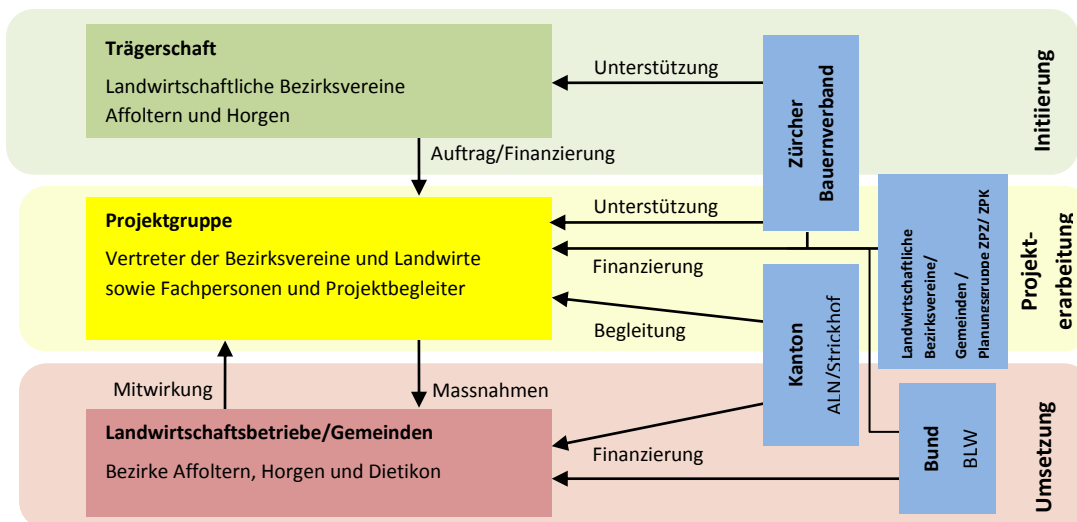 Trägerschaft
Landwirtschaftliche Bezirksvereine
Affoltern und Horgen
Unterstützung
Zürcher
Bauernverband
Initiierung
Auftrag/Finanzierung
Projektgruppe
Vertreter der Bezirksvereine und Landwirte
sowie Fachpersonen und Projektbegleiter
Unterstützung
Finanzierung
Begleitung
Landwirtschaftliche
Bezirksvereine/
Gemeinden /
Planungsgruppe ZPZ/ ZPK
Projekt-
erarbeitung
Kanton
ALN/Strickhof
Mitwirkung
Massnahmen
Landwirtschaftsbetriebe/Gemeinden
Bezirke Affoltern, Horgen und Dietikon
Finanzierung
Bund
BLW
Umsetzung